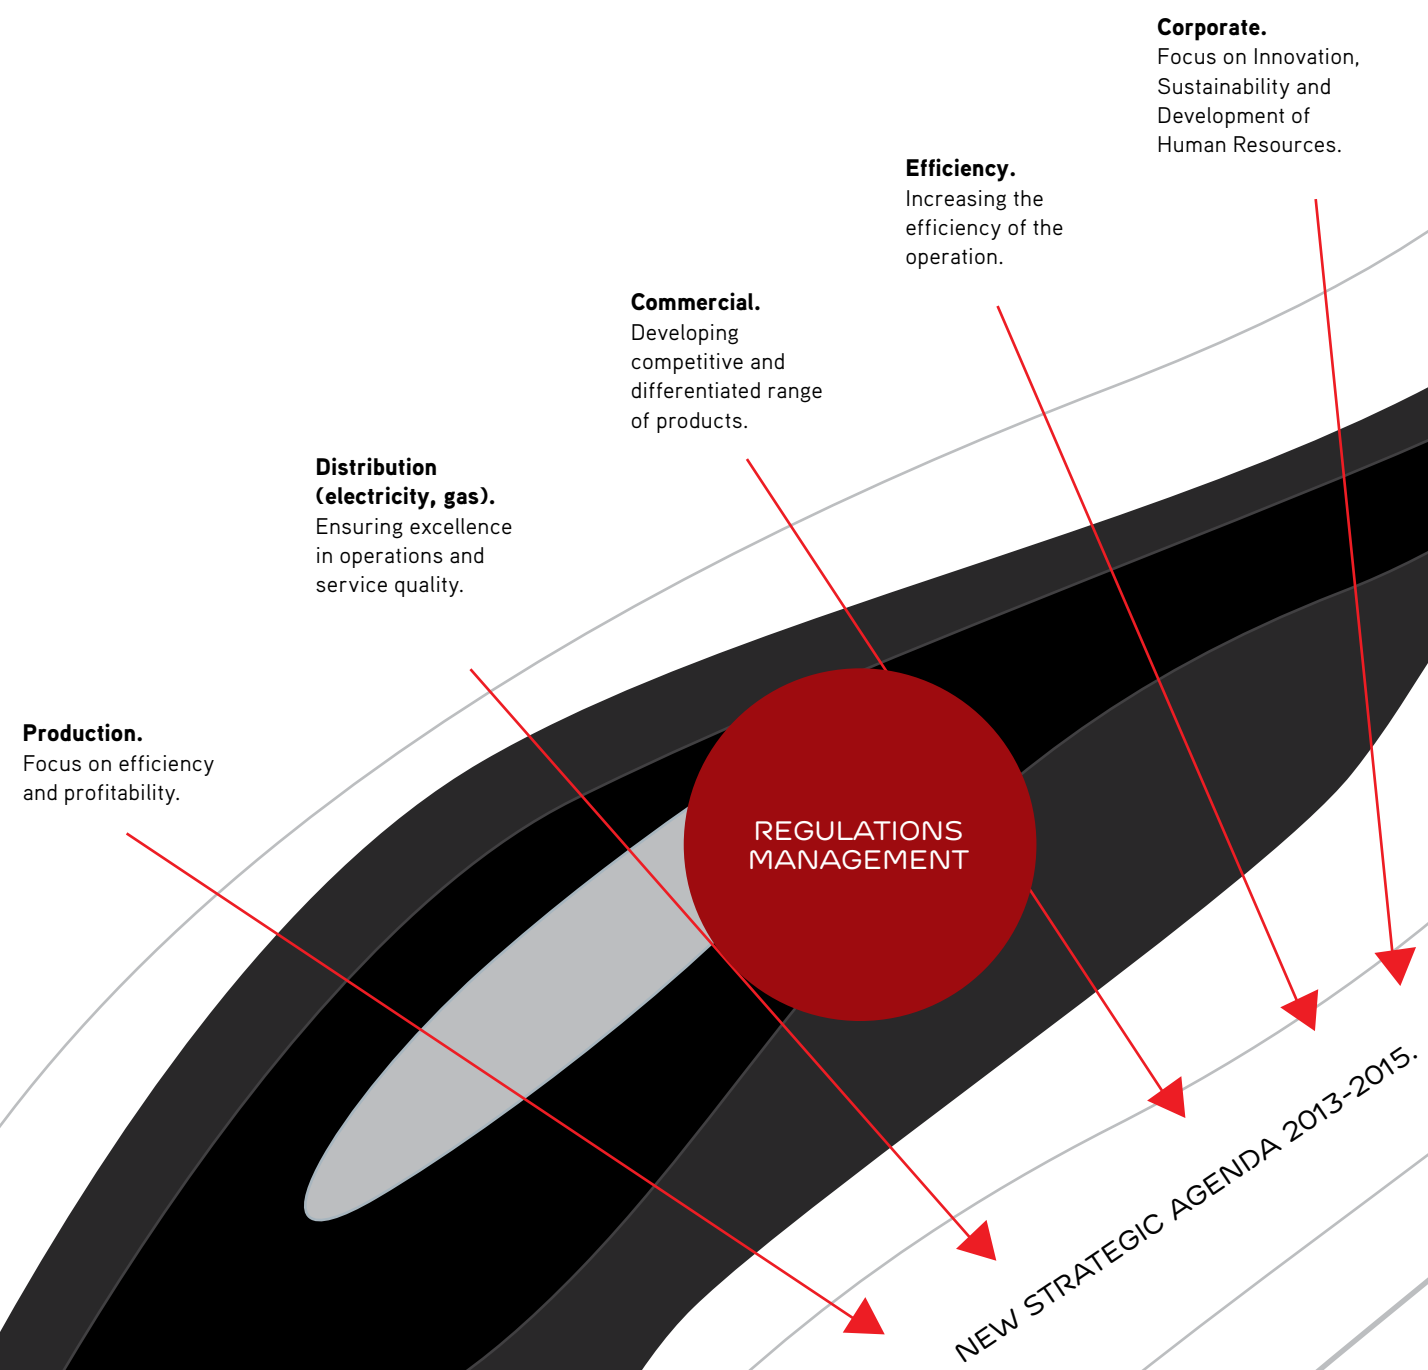 Corporate.
Focus on Innovation,
Sustainability and
Development of
Human Resources.
Efficiency.
Increasing the
efficiency of the
operation.
Commercial.
Developing
competitive and
differentiated range
of products.
Distribution
(electricity, gas).
Ensuring excellence
in operations and
service quality.
Production.
Focus on efficiency
and profitability.
REGULATIONS
MANAGEMENT
NEW STRATEGIC AGENDA 2013-2015.